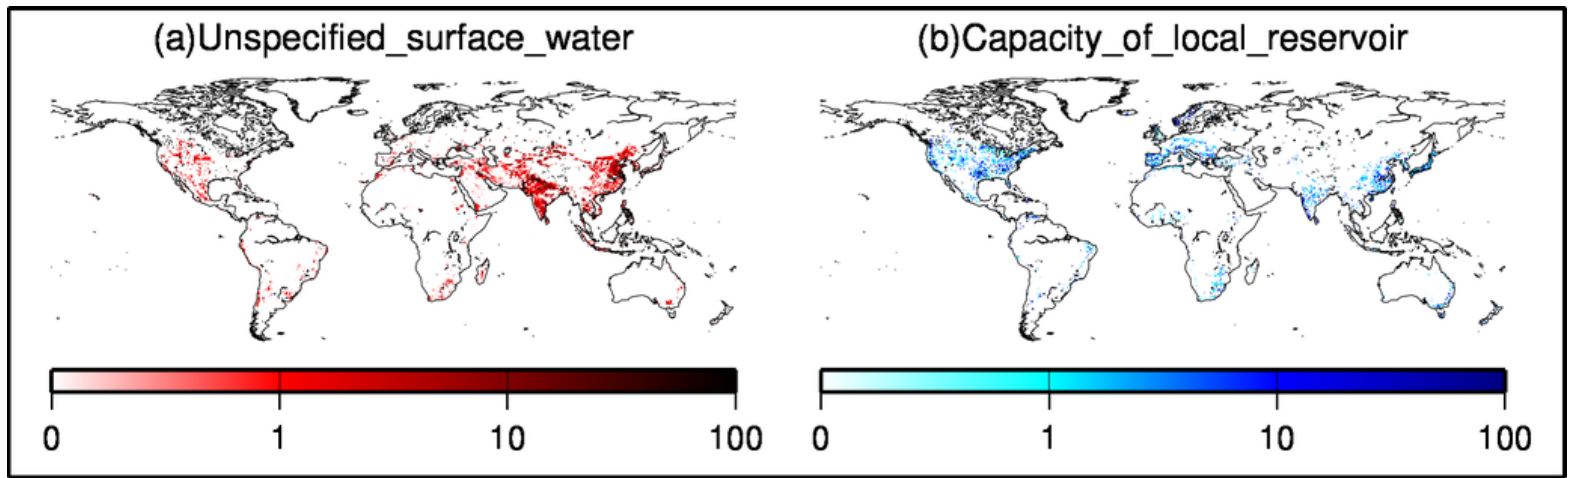 (a)Unspecified_surface_water
(b)Capacity_of_local_reservoir
0 1 10 100
0 1 10 100